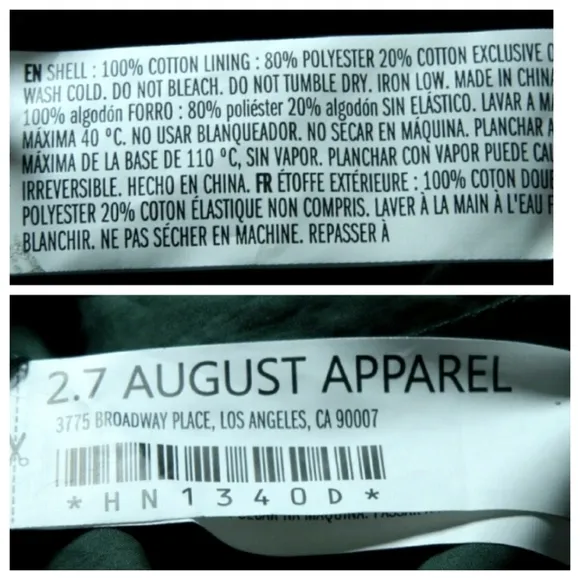 EN SHELL : 100% COTTON LINING : 80% POLYESTER 20% COTTON EXCLUSIVE
WASH COLD. DO NOT BLEACH. DO NOT TUMBLE DRY. IRON LOW. MADE IN CHINA
100% algodón FORRO : 80% poliéster 20% algodón SIN ELÁSTICO. LAVAR A
MÁXIMA 40 °C. NO USAR BLANQUEADOR. NO SECAR EN MÁQUINA. PLANCHAR A
MÁXIMA DE LA BASE DE 110 °C, SIN VAPOR. PLANCHAR CON VAPOR PUEDE
IRREVERSIBLE. HECHO EN CHINA. FR ÉTOFFE EXTÉRIEURE : 100% COTON
POLYESTER 20% COTON ÉLASTIQUE NON COMPRIS. LAVER À LA MAIN À L'EAU
BLANCHIR. NE PAS SÉCHER EN MACHINE. REPASSER À
2.7 AUGUST APPAREL
3775 BROADWAY PLACE, LOS ANGELES, CA 90007
* H N 1 3 4 0 D *